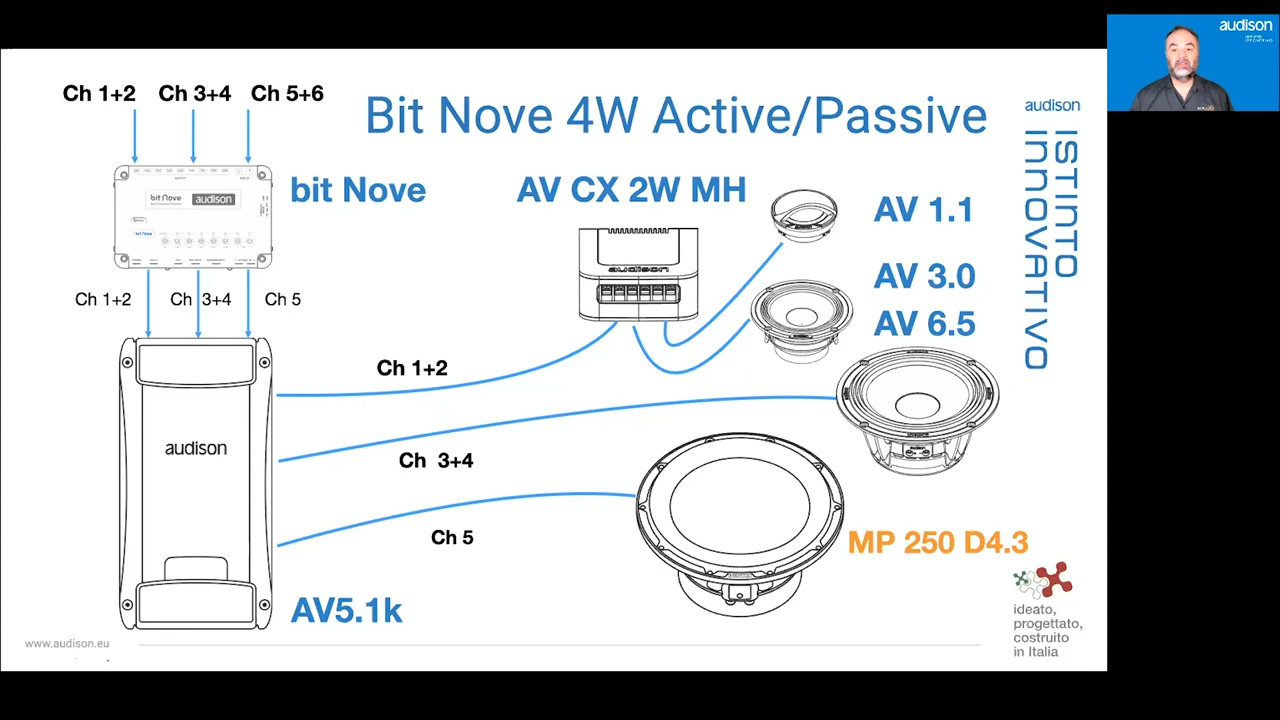 Ch 1+2 Ch 3+4 Ch 5+6
Bit Nove 4W Active/Passive
audison
audison
ISTINTO
INNOVATIVO
bit Nove
audison
bit Nove
bit Nove
AV CX 2W MH
AV 1.1
audison
AV 3.0
AV 6.5
Ch 1+2 Ch 3+4 Ch 5
Ch 1+2
audison
Ch 3+4
Ch 5
MP 250 D4.3
AV5.1k
ideato,
progettato,
costruito
in Italia
www.audison.eu